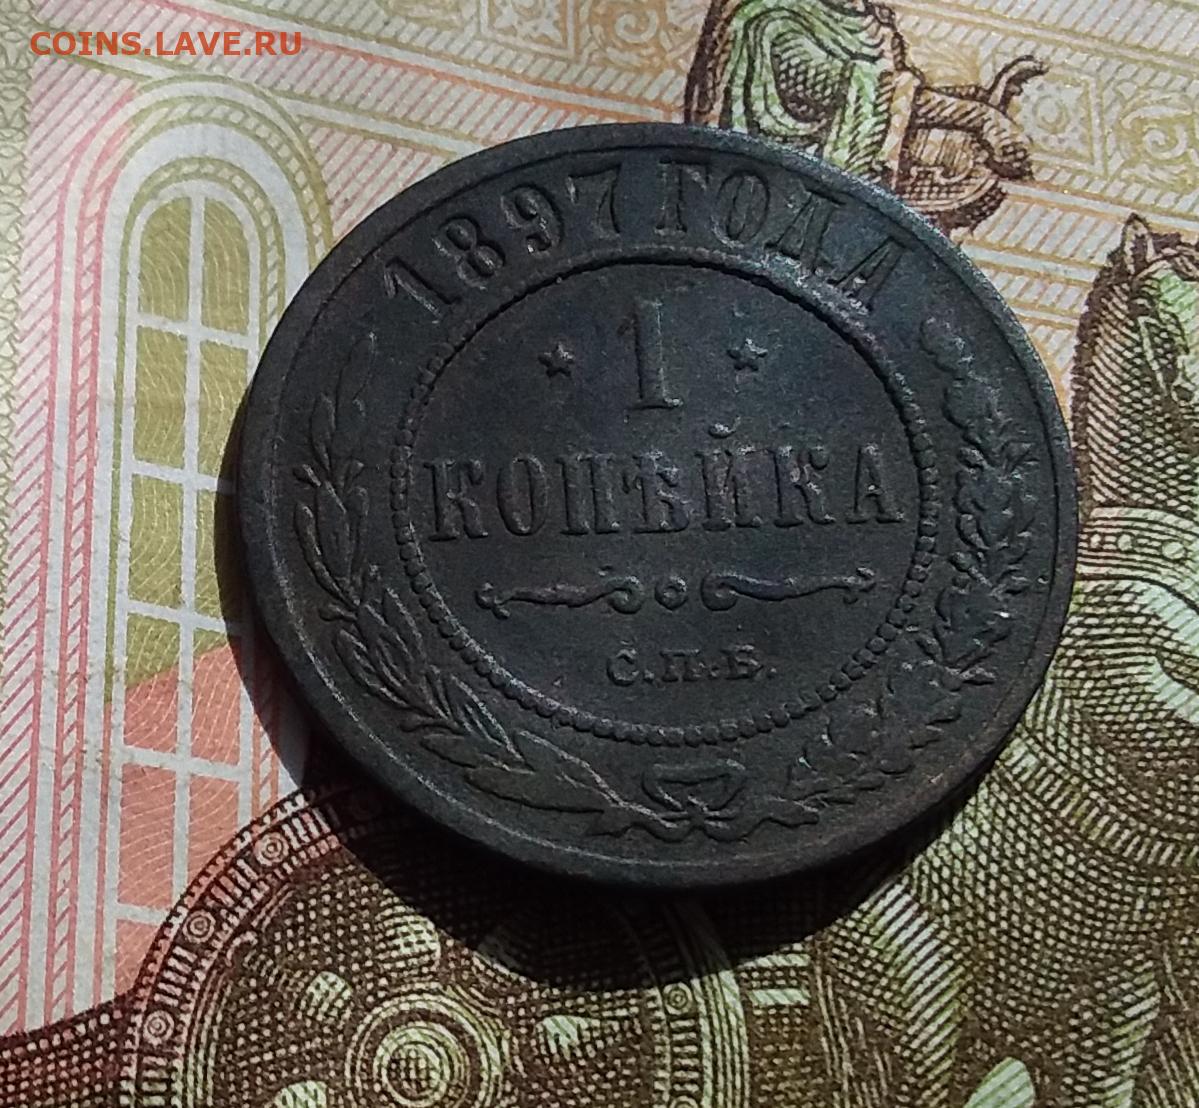 COINS.LAVE.RU
1897 ГОДА
1
КОПѢЙКА
С.П.Б.